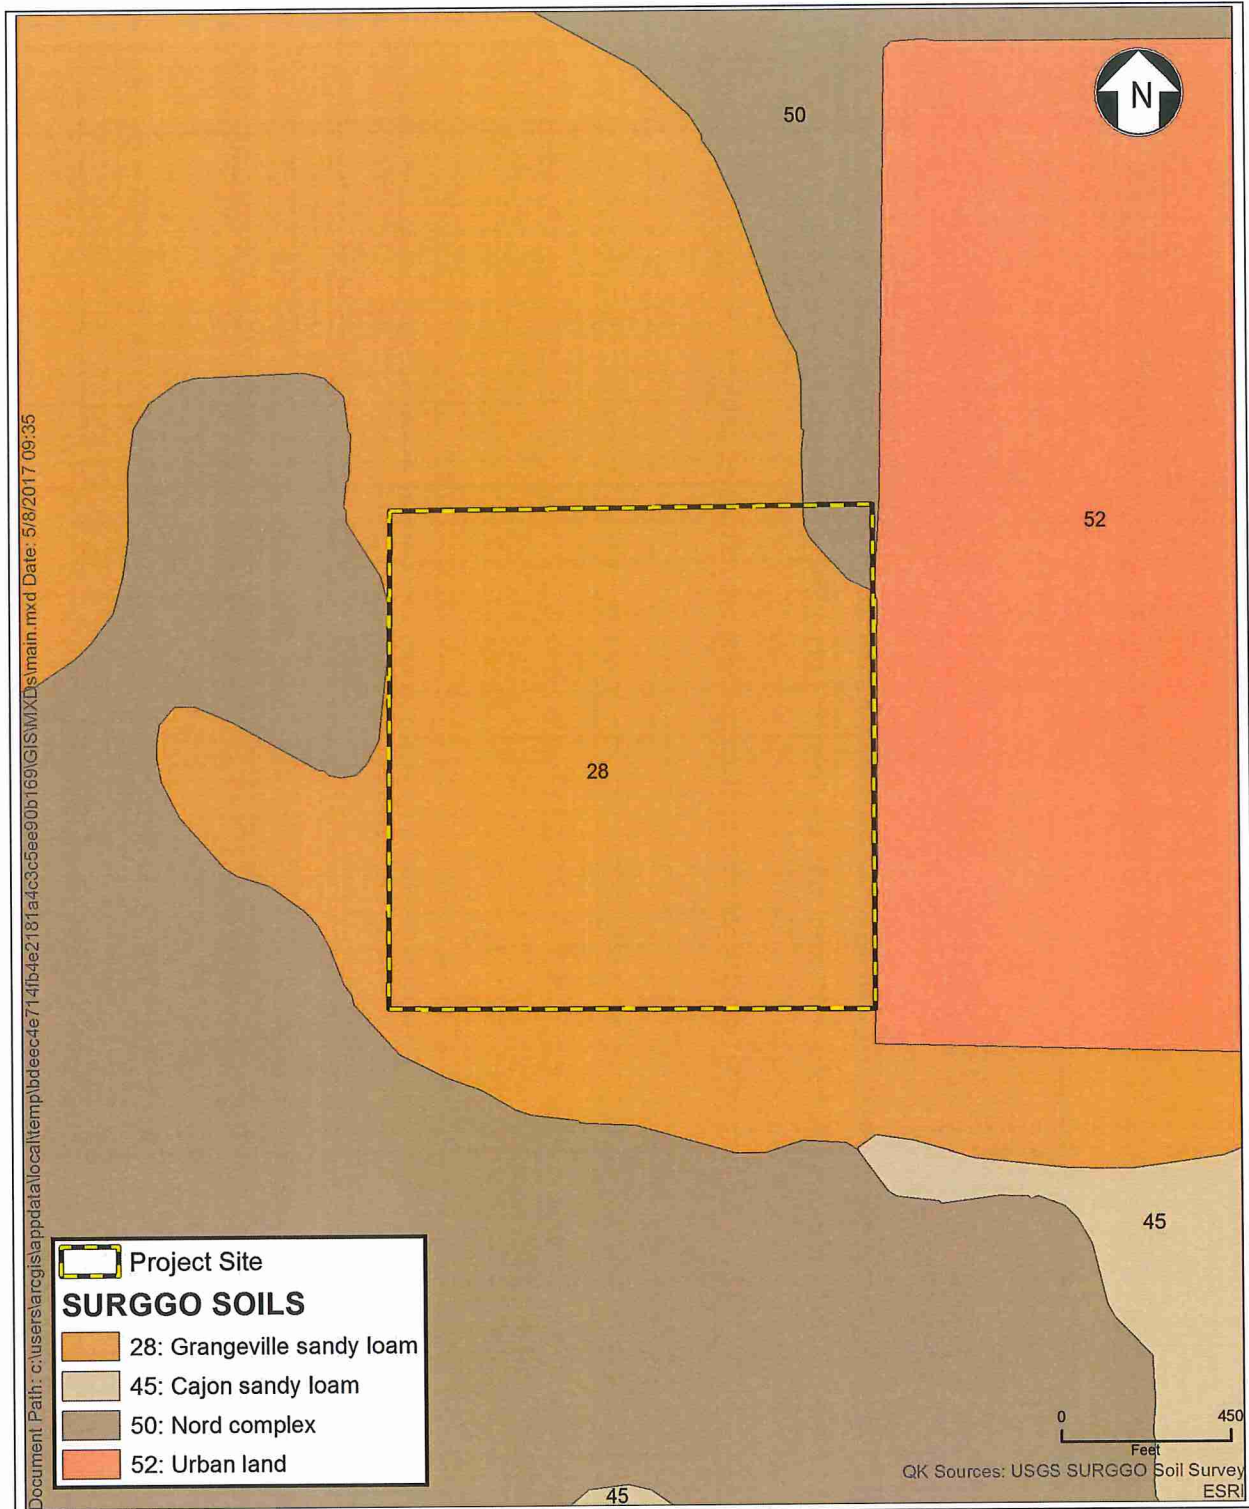 N
50
52
28
45
45
Document Path: c:\users\arcgis\appdata\local\temp\bdeec4e714fb4e2181a4c3c5ee90b169\GIS\MXDs\main.mxd Date: 5/8/2017 09:35
Project Site
SURGGO SOILS
28: Grangeville sandy loam
45: Cajon sandy loam
50: Nord complex
52: Urban land
0 450
Feet
QK Sources: USGS SURGGO Soil Survey
ESRI